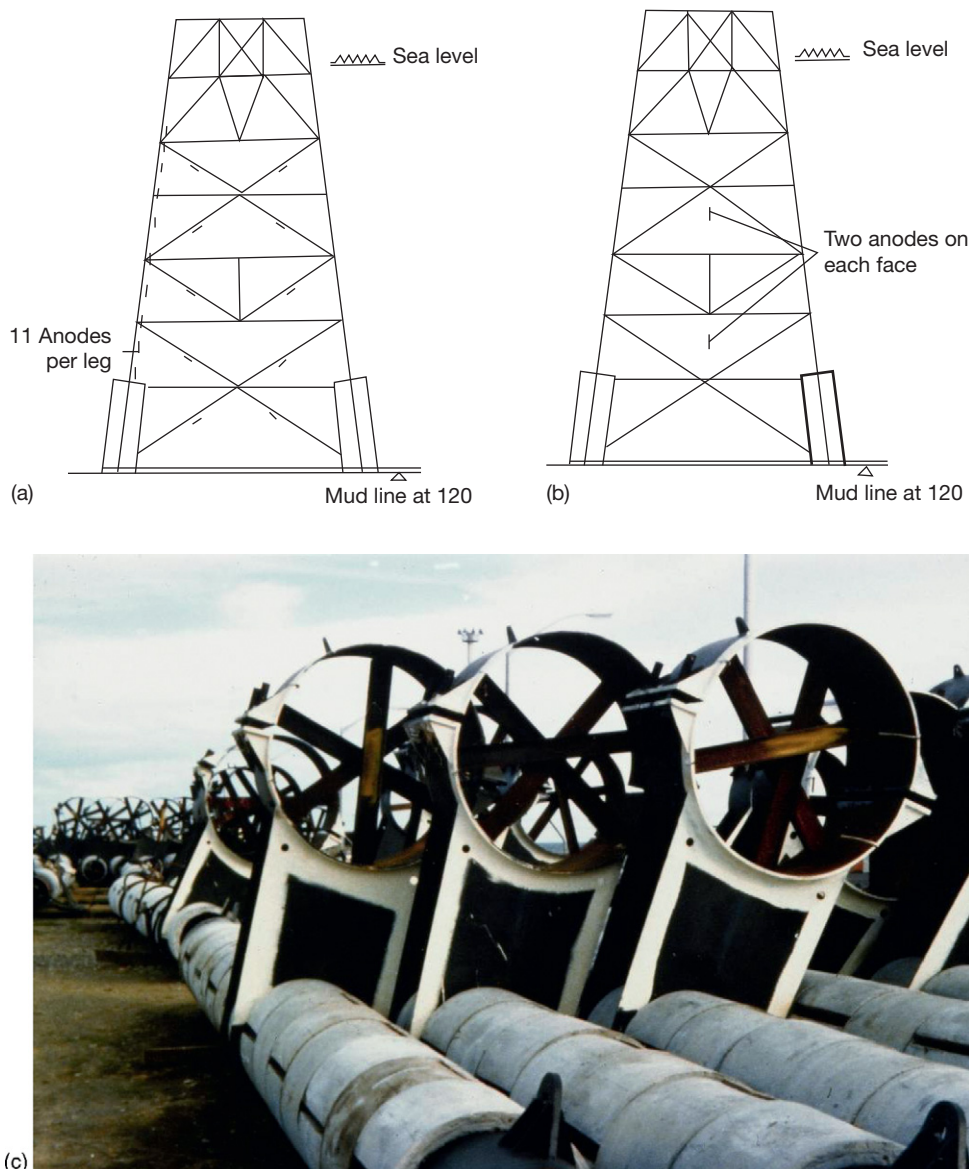 Sea level
11 Anodes
per leg
(a)
Mud line at 120
Sea level
Two anodes on
each face
(b)
Mud line at 120
(c)